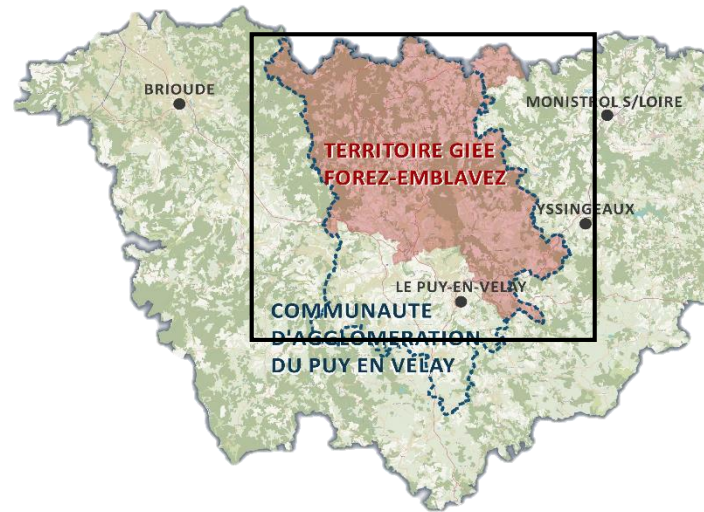 BRIOUDE
MONISTROL S/LOIRE
TERRITOIRE GIEE
FOREZ-EMBLAVEZ
YSSINGEAUX
LE PUY-EN-VELAY
COMMUNAUTE
D'AGGLOMERATION
DU PUY EN VELAY